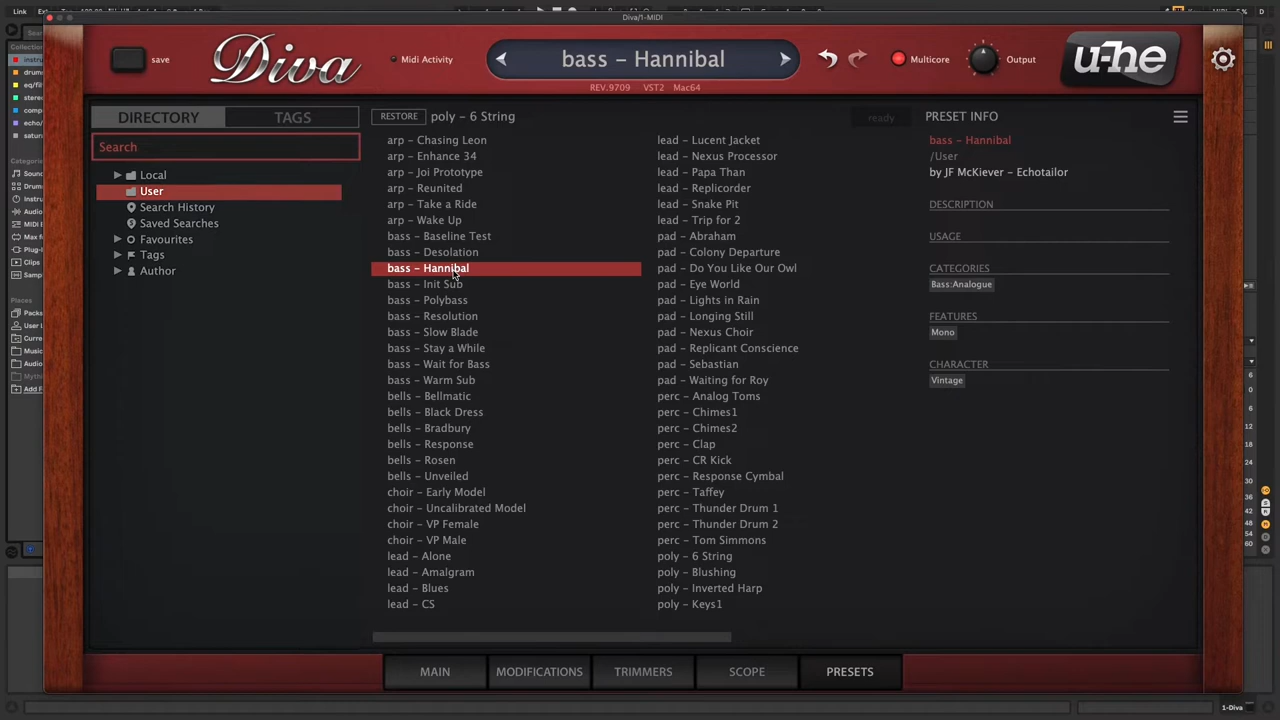 Link
Diva/1-MIDI
save
Diva
Midi Activity
bass – Hannibal
Multicore
Output
u-he
REV.9709 VST2 Mac64
DIRECTORY
TAGS
RESTORE
poly – 6 String
ready
PRESET INFO
Search
Local
User
Search History
Saved Searches
Favourites
Tags
Author
arp – Chasing Leon
arp – Enhance 34
arp – Joi Prototype
arp – Reunited
arp – Take a Ride
arp – Wake Up
bass – Baseline Test
bass – Desolation
bass – Hannibal
bass – Init Sub
bass – Polybass
bass – Resolution
bass – Slow Blade
bass – Stay a While
bass – Wait for Bass
bass – Warm Sub
bells – Bellmatic
bells – Black Dress
bells – Bradbury
bells – Response
bells – Rosen
bells – Unveiled
choir – Early Model
choir – Uncalibrated Model
choir – VP Female
choir – VP Male
lead – Alone
lead – Amalgram
lead – Blues
lead – CS
lead – Lucent Jacket
lead – Nexus Processor
lead – Papa Than
lead – Replicorder
lead – Snake Pit
lead – Trip for 2
pad – Abraham
pad – Colony Departure
pad – Do You Like Our Owl
pad – Eye World
pad – Lights in Rain
pad – Longing Still
pad – Nexus Choir
pad – Replicant Conscience
pad – Sebastian
pad – Waiting for Roy
perc – Analog Toms
perc – Chimes1
perc – Chimes2
perc – Clap
perc – CR Kick
perc – Response Cymbal
perc – Taffey
perc – Thunder Drum 1
perc – Thunder Drum 2
perc – Tom Simmons
poly – 6 String
poly – Blushing
poly – Inverted Harp
poly – Keys1
bass – Hannibal
/User
by JF McKiever – Echotailor
DESCRIPTION
USAGE
CATEGORIES
Bass:Analogue
FEATURES
Mono
CHARACTER
Vintage
MAIN
MODIFICATIONS
TRIMMERS
SCOPE
PRESETS
1-Diva